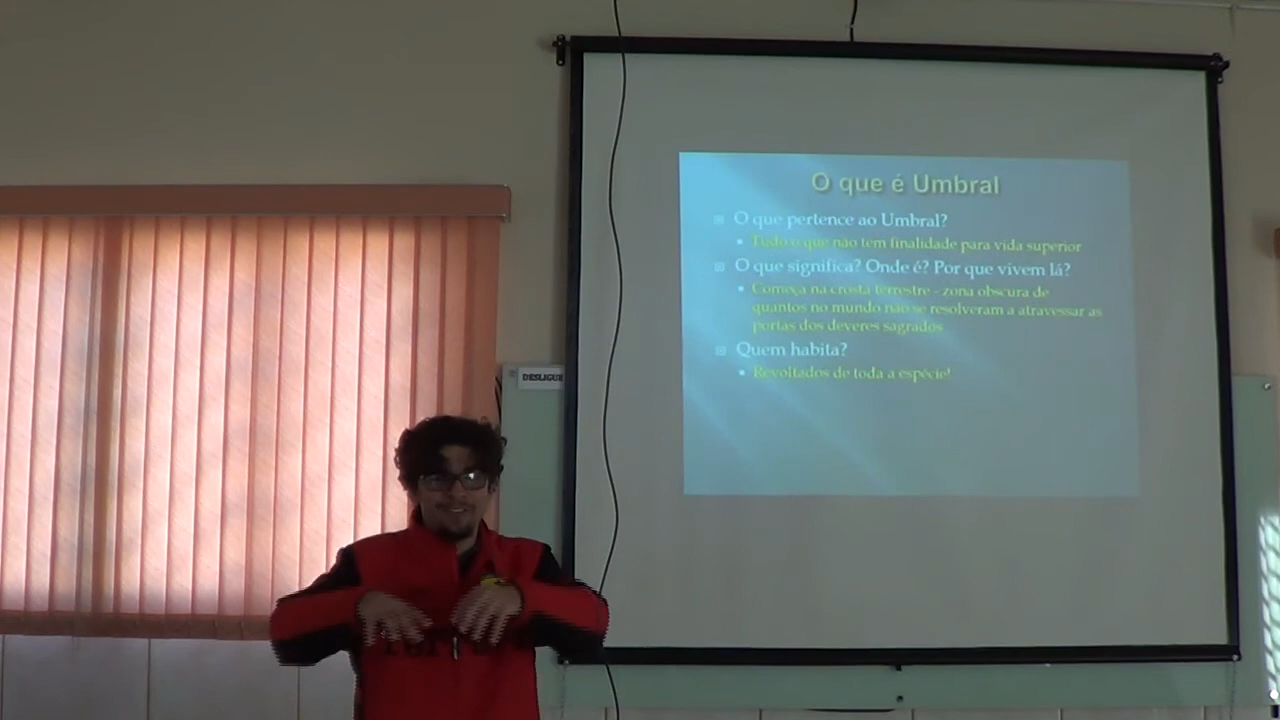 O que é Umbral
O que pertence ao Umbral?
Tudo o que não tem finalidade para vida superior
O que significa? Onde é? Por que vivem lá?
Começa na crosta terrestre - zona obscura de
quantos no mundo não se resolveram a atravessar as
portas dos deveres sagrados
Quem habita?
Revoltados de toda a espécie!
DESLIGUE